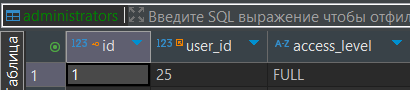 administrators Введите SQL выражение чтобы отфил
Таблица
123 id 123 user_id A-Z access_level
1 1 25 FULL